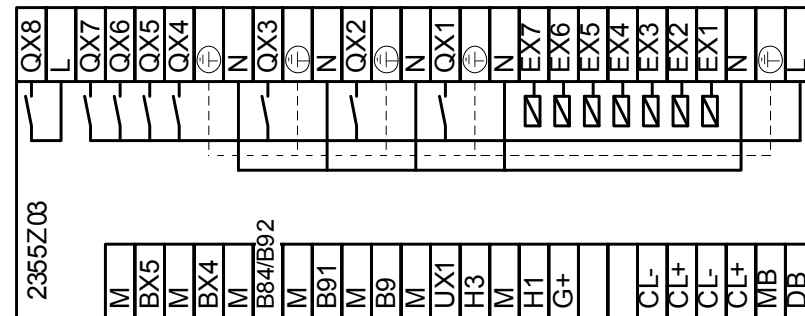 QX8 L QX7 QX6 QX5 QX4 N QX3 N QX2 N QX1 N EX7 EX6 EX5 EX4 EX3 EX2 EX1 N L
2355Z03
M BX5 M BX4 M B84/B92 M B91 M B9 M UX1 H3 M H1 G+ CL- CL+ CL- CL+ MB DB